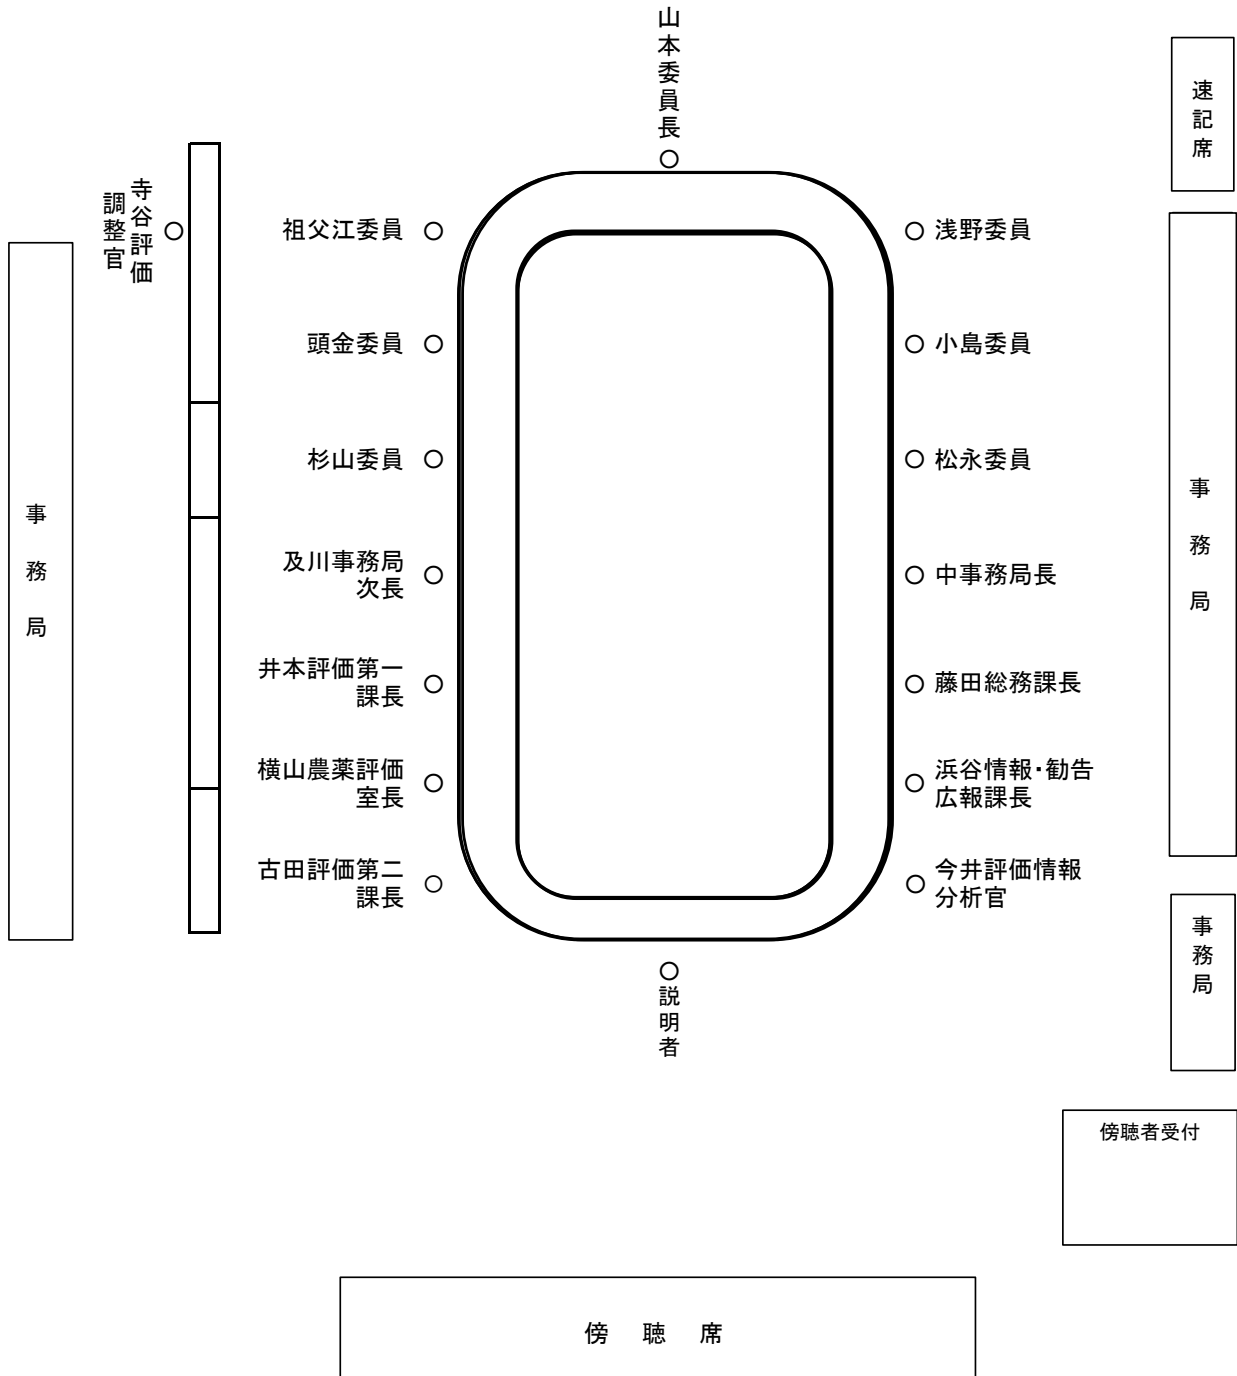 山本委員長
速記席
寺谷評価
調整官
祖父江委員
浅野委員
頭金委員
小島委員
杉山委員
松永委員
事務局
事務局
及川事務局
次長
中事務局長
井本評価第一
課長
藤田総務課長
横山農薬評価
室長
浜谷情報・勧告
広報課長
古田評価第二
課長
今井評価情報
分析官
事務局
説明者
傍聴者受付
傍聴席